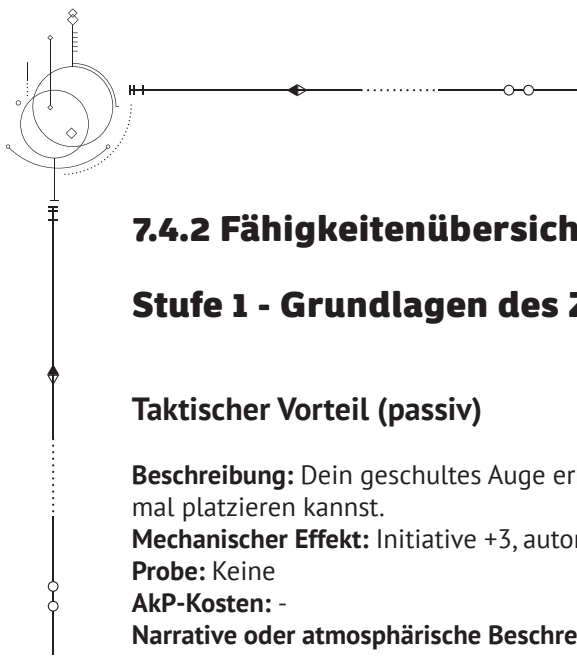 7.4.2 Fähigkeitenübersich
Stufe 1 - Grundlagen des
Taktischer Vorteil (passiv)
Beschreibung: Dein geschultes Auge er
mal platzieren kannst.
Mechanischer Effekt: Initiative +3, autor
Probe: Keine
AkP-Kosten: -
Narrative oder atmosphärische Beschre